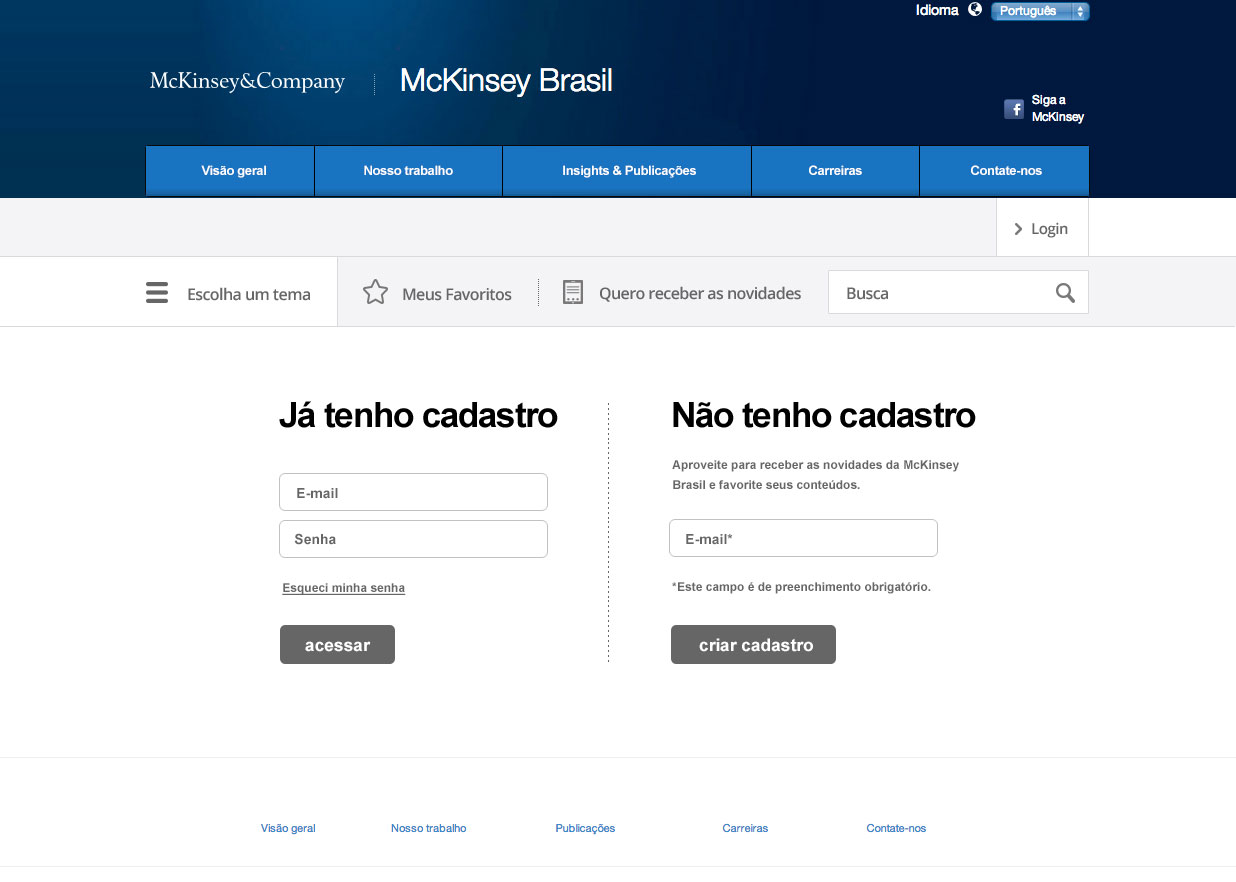 Idioma Português
McKinsey&Company McKinsey Brasil
Siga a
McKinsey
Visão geral Nosso trabalho Insights & Publicações Carreiras Contate-nos
Login
Escolha um tema Meus Favoritos Quero receber as novidades Busca
Já tenho cadastro
E-mail
Senha
Esqueci minha senha
acessar
Não tenho cadastro
Aproveite para receber as novidades da McKinsey
Brasil e favorite seus conteúdos.
E-mail*
*Este campo é de preenchimento obrigatório.
criar cadastro
Visão geral Nosso trabalho Publicações Carreiras Contate-nos